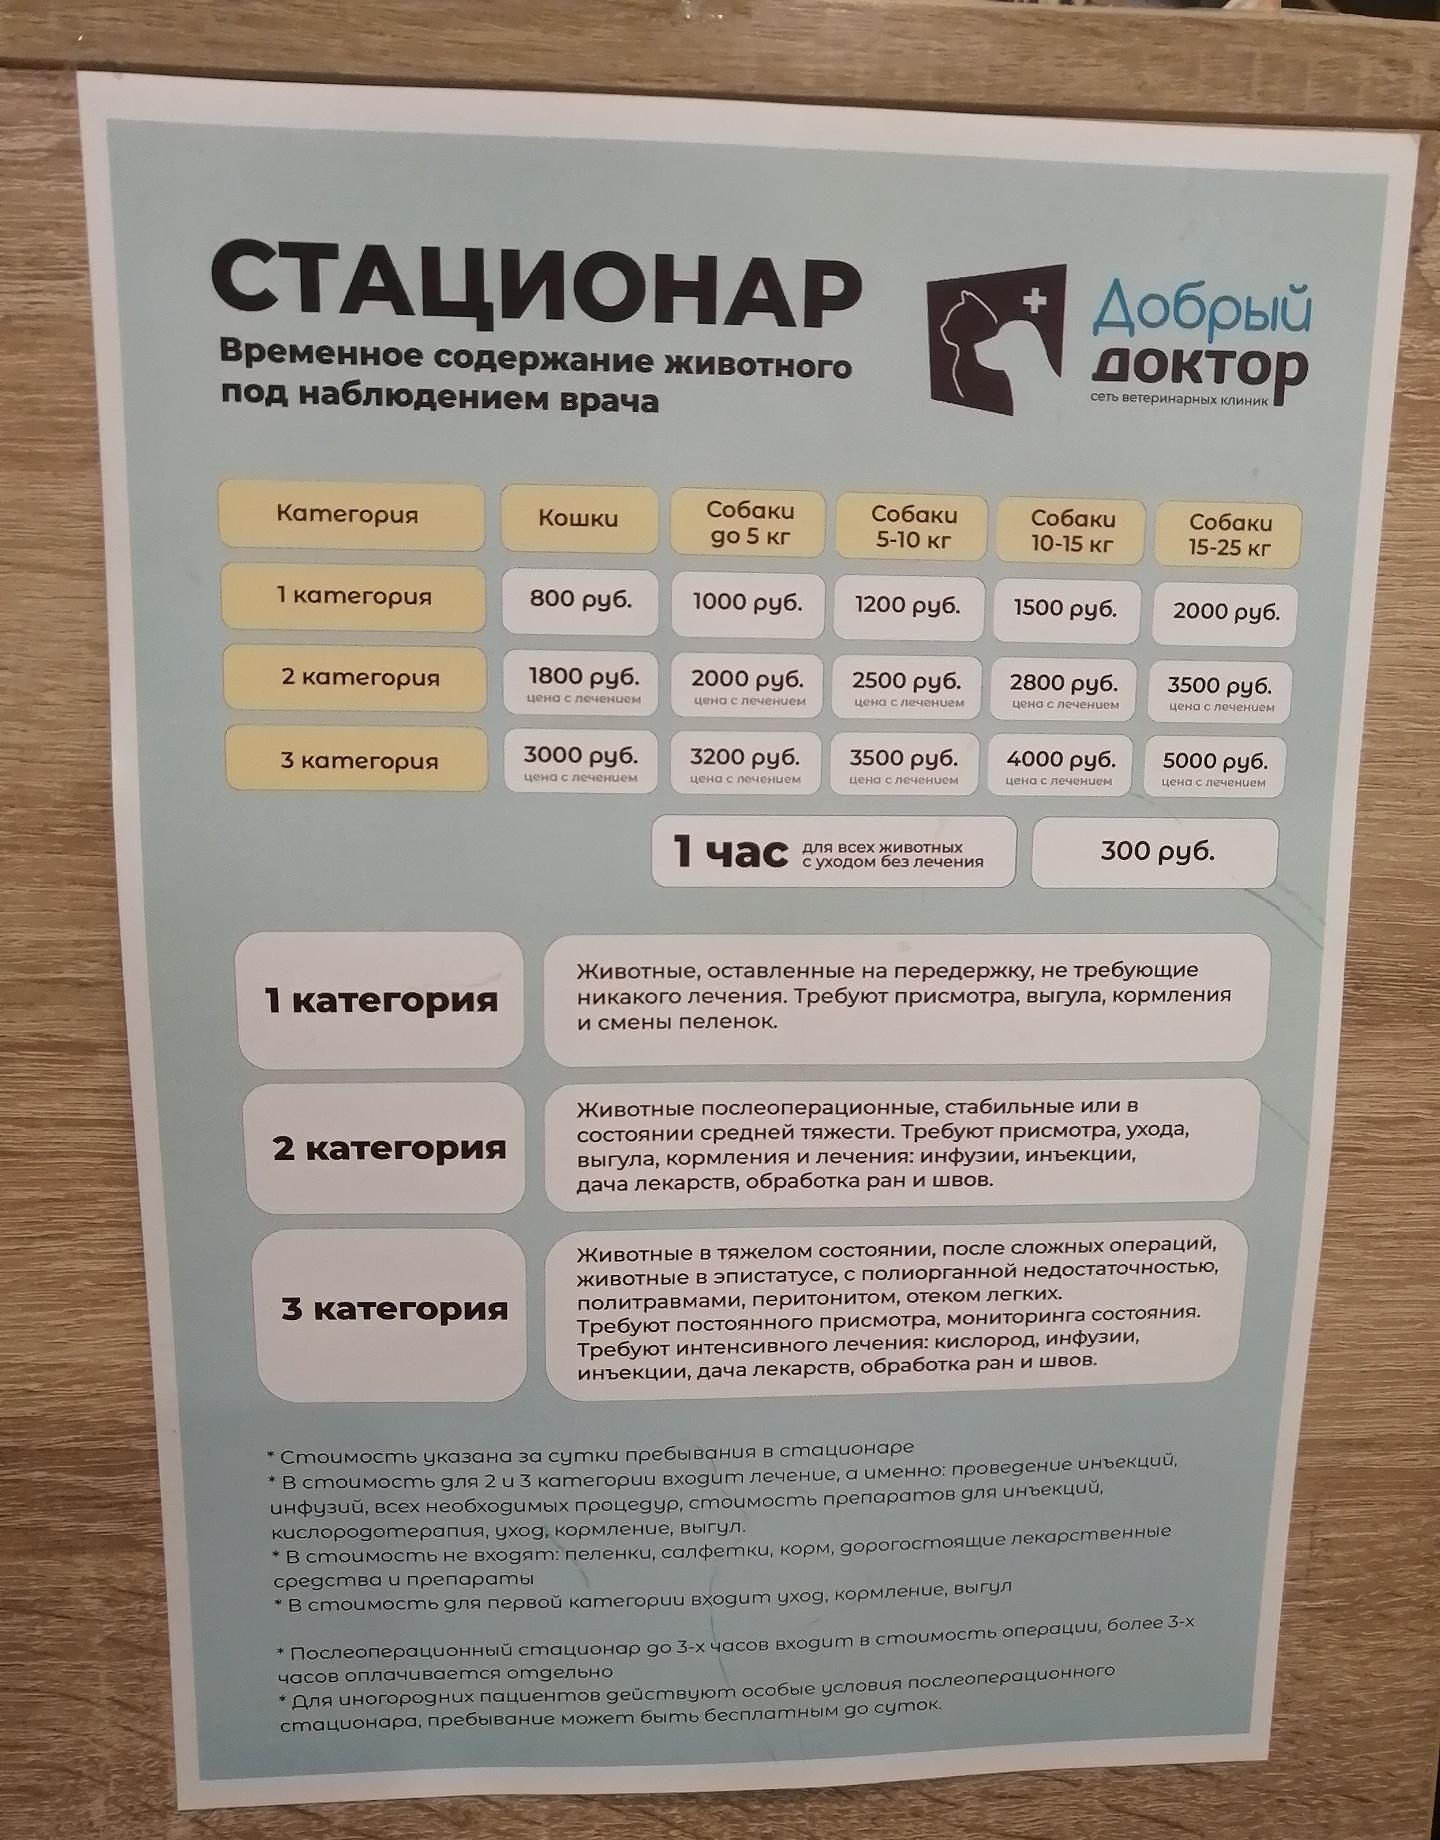 СТАЦИОНАР
Временное содержание животного
под наблюдением врача
Добрый
доктор
сеть ветеринарных клиник
Категория Кошки Собаки до 5 кг Собаки 5-10 кг Собаки 10-15 кг Собаки 15-25 кг
1 категория 800 руб. 1000 руб. 1200 руб. 1500 руб. 2000 руб.
2 категория 1800 руб. 2000 руб. 2500 руб. 2800 руб. 3500 руб.
цена с лечением цена с лечением цена с лечением цена с лечением цена с лечением
3 категория 3000 руб. 3200 руб. 3500 руб. 4000 руб. 5000 руб.
цена с лечением цена с лечением цена с лечением цена с лечением цена с лечением
1 час для всех животных с уходом без лечения 300 руб.
1 категория
Животные, оставленные на передержку, не требующие
никакого лечения. Требуют присмотра, выгула, кормления
и смены пеленок.
2 категория
Животные послеоперационные, стабильные или в
состоянии средней тяжести. Требуют присмотра, ухода,
выгула, кормления и лечения: инфузии, инъекции,
дача лекарств, обработка ран и швов.
3 категория
Животные в тяжелом состоянии, после сложных операций,
животные в эпистатусе, с полиорганной недостаточностью,
политравмами, перитонитом, отеком легких.
Требуют постоянного присмотра, мониторинга состояния.
Требуют интенсивного лечения: кислород, инфузии,
инъекции, дача лекарств, обработка ран и швов.
* Стоимость указана за сутки пребывания в стационаре
* В стоимость для 2 и 3 категории входит лечение, а именно: проведение инъекций,
инфузий, всех необходимых процедур, стоимость препаратов для инъекций,
кислородотерапия, уход, кормление, выгул.
* В стоимость не входят: пеленки, салфетки, корм, дорогостоящие лекарственные
средства и препараты
* В стоимость для первой категории входит уход, кормление, выгул
* Послеоперационный стационар до 3-х часов входит в стоимость операции, более 3-х
часов оплачивается отдельно
* Для иногородних пациентов действуют особые условия послеоперационного
стационара, пребывание может быть бесплатным до суток.